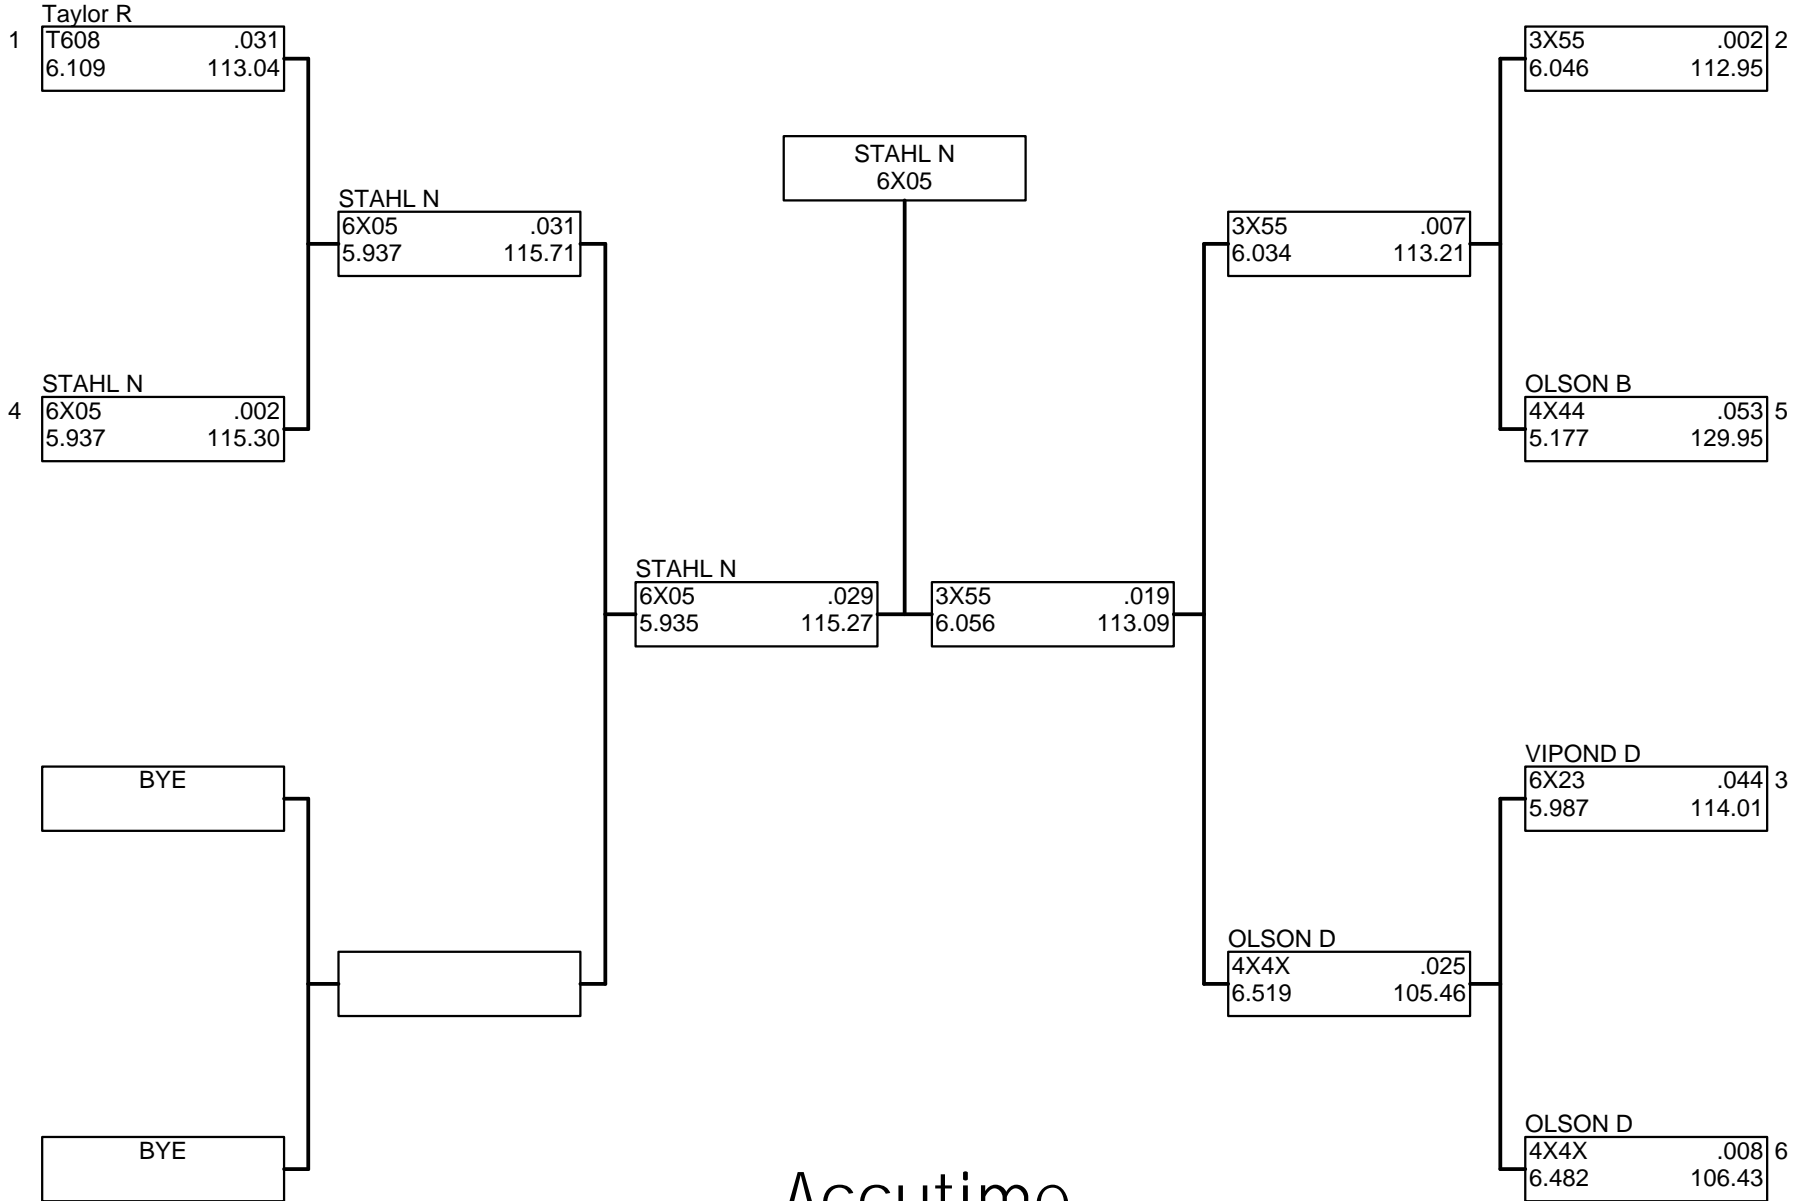 Taylor R
1
T608 .031
6.109 113.04
STAHL N
4
6X05 .002
5.937 115.30
BYE
BYE
STAHL N
6X05 .031
5.937 115.71
STAHL N
6X05 .029
5.935 115.27
STAHL N
6X05
3X55 .019
6.056 113.09
3X55 .007
6.034 113.21
OLSON D
4X4X .025
6.519 105.46
3X55 .002 2
6.046 112.95
OLSON B
4X44 .053 5
5.177 129.95
VIPOND D
6X23 .044 3
5.987 114.01
OLSON D
4X4X .008 6
6.482 106.43
Accutime